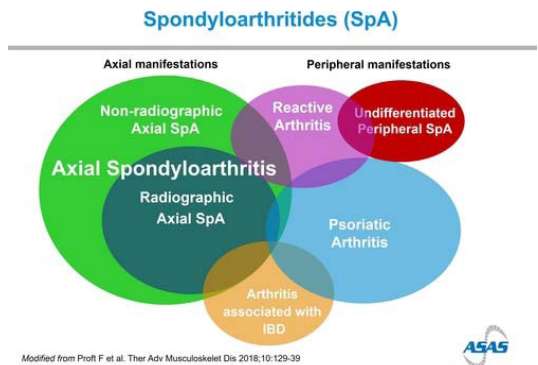 Spondyloarthritides (SpA)
Axial manifestations
Peripheral manifestations
Non-radiographic
Axial SpA
Reactive
Arthritis
Undifferentiated
Peripheral SpA
Axial Spondyloarthritis
Radiographic
Axial SpA
Psoriatic
Arthritis
Arthritis
associated with
IBD
Modified from Proft F et al. Ther Adv Musculoskelet Dis 2018;10:129-39
ASAS